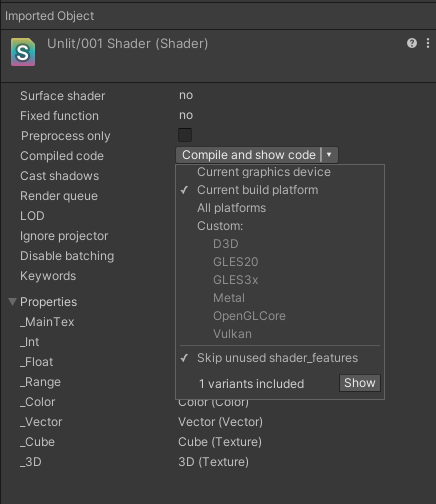 Imported Object
S Unlit/001 Shader (Shader)
Surface shader no
Fixed function no
Preprocess only
Compiled code Compile and show code
Cast shadows Current graphics device
Render queue Current build platform
LOD All platforms
Ignore projector Custom:
Disable batching D3D
Keywords GLES20
GLES3x
Properties Metal
_MainTex OpenGLCore
_Int Vulkan
_Float Skip unused shader_features
_Range 1 variants included Show
_Color Color (Color)
_Vector Vector (Vector)
_Cube Cube (Texture)
_3D 3D (Texture)